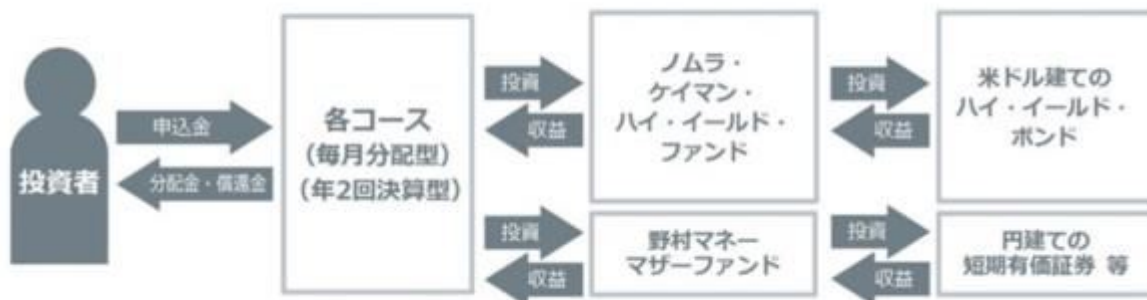 投資者
申込金
分配金・償還金
各コース
（毎月分配型）
（年2回決算型）
投資
収益
ノムラ・
ケイマン・
ハイ・イールド・
ファンド
投資
収益
米ドル建ての
ハイ・イールド・
ボンド
投資
収益
野村マネー
マザーファンド
投資
収益
円建ての
短期有価証券 等